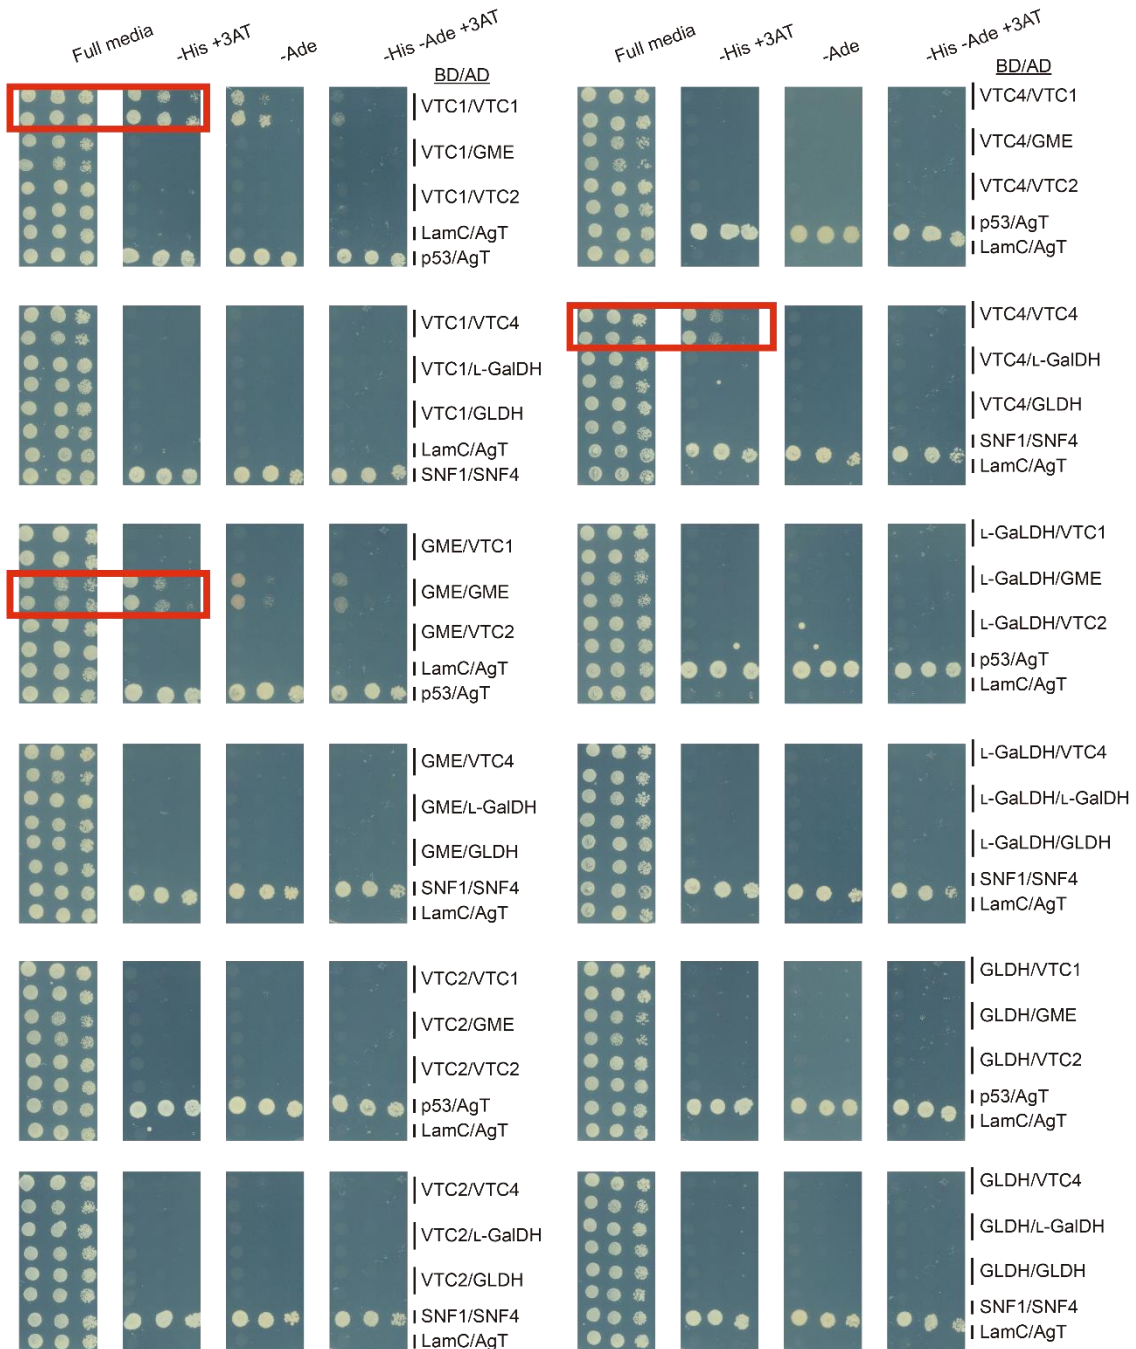 Full media -His +3AT -Ade -His -Ade +3AT
BD/AD
VTC1/VTC1
VTC1/GME
VTC1/VTC2
LamC/AgT
p53/AgT
VTC1/VTC4
VTC1/L-GalDH
VTC1/GLDH
LamC/AgT
SNF1/SNF4
GME/VTC1
GME/GME
GME/VTC2
LamC/AgT
p53/AgT
GME/VTC4
GME/L-GalDH
GME/GLDH
SNF1/SNF4
LamC/AgT
VTC2/VTC1
VTC2/GME
VTC2/VTC2
p53/AgT
LamC/AgT
VTC2/VTC4
VTC2/L-GalDH
VTC2/GLDH
SNF1/SNF4
LamC/AgT
Full media -His +3AT -Ade -His -Ade +3AT
BD/AD
VTC4/VTC1
VTC4/GME
VTC4/VTC2
p53/AgT
LamC/AgT
VTC4/VTC4
VTC4/L-GalDH
VTC4/GLDH
SNF1/SNF4
LamC/AgT
L-GaLDH/VTC1
L-GaLDH/GME
L-GaLDH/VTC2
p53/AgT
LamC/AgT
L-GaLDH/VTC4
L-GaLDH/L-GalDH
L-GaLDH/GLDH
SNF1/SNF4
LamC/AgT
GLDH/VTC1
GLDH/GME
GLDH/VTC2
p53/AgT
LamC/AgT
GLDH/VTC4
GLDH/L-GalDH
GLDH/GLDH
SNF1/SNF4
LamC/AgT